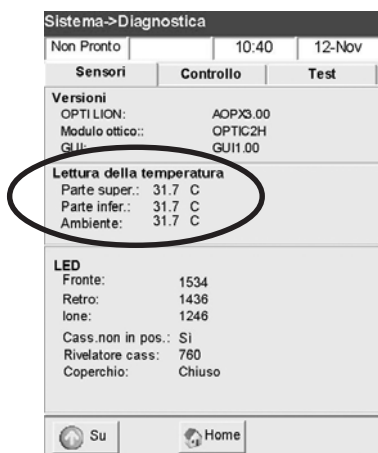 Sistema->Diagnostica
Non Pronto 10:40 12-Nov
Sensori Controllo Test
Versioni
OPTI LION: AOPX3.00
Modulo ottico:: OPTIC2H
GUI: GUI1.00
Lettura della temperatura
Parte super.: 31.7 C
Parte infer.: 31.7 C
Ambiente: 31.7 C
LED
Fronte: 1534
Retro: 1436
Ione: 1246
Cass.non in pos.: Sì
Rivelatore cass: 760
Coperchio: Chiuso
Su Home